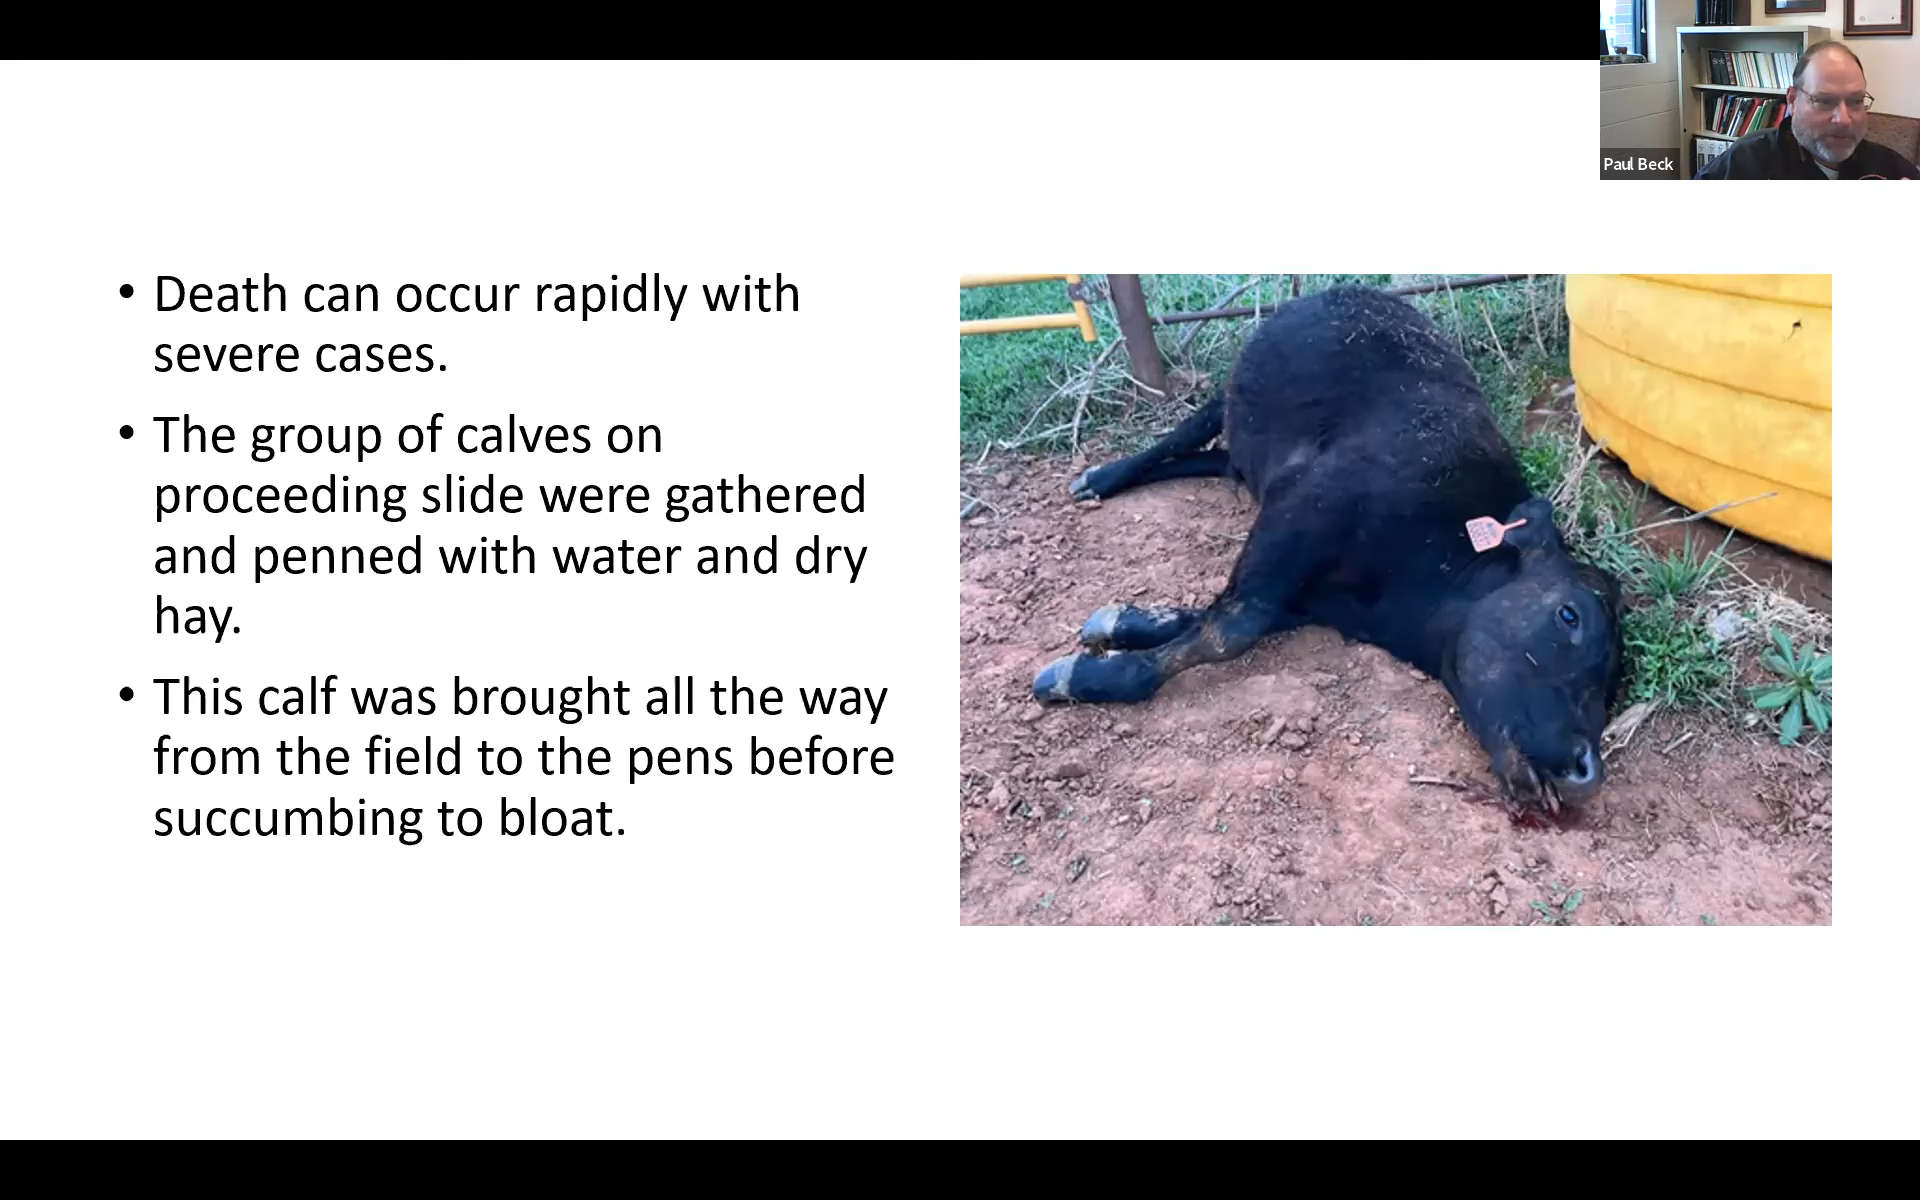 Paul Beck
• Death can occur rapidly with
severe cases.
• The group of calves on
proceeding slide were gathered
and penned with water and dry
hay.
• This calf was brought all the way
from the field to the pens before
succumbing to bloat.